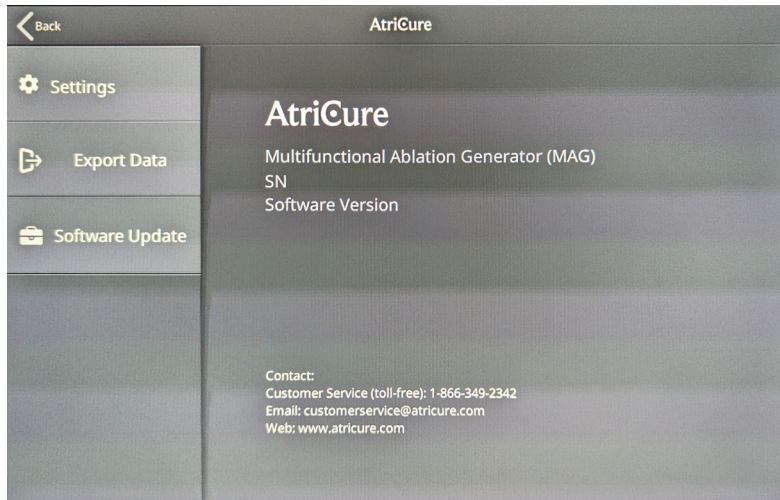 Back
AtriCure
Settings
Export Data
Software Update
AtriCure
Multifunctional Ablation Generator (MAG)
SN
Software Version
Contact:
Customer Service (toll-free): 1-866-349-2342
Email: customerservice@atricure.com
Web: www.atricure.com